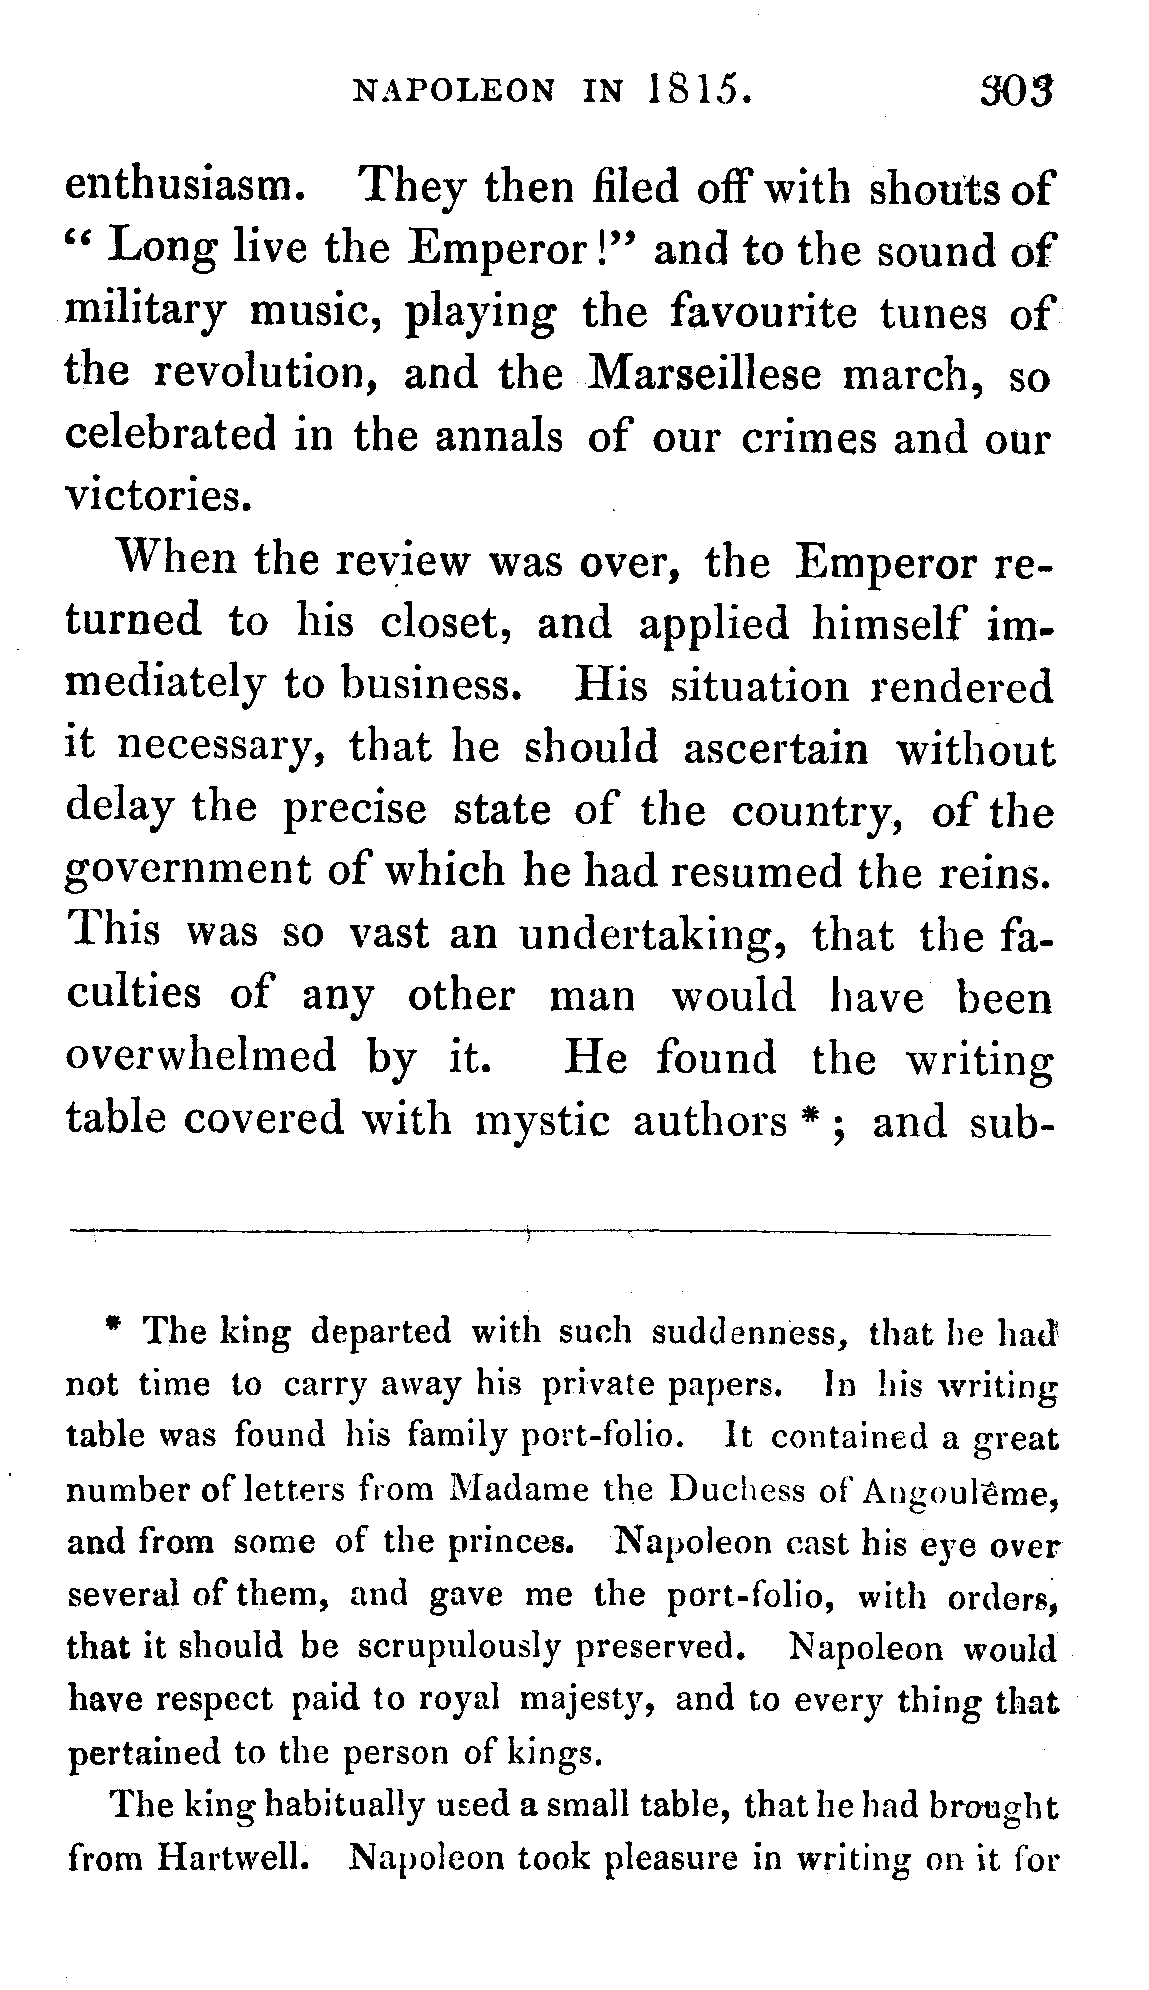 NAPOLEON IN 1815. 303
enthusiasm. They then filed off with shouts of
“ Long live the Emperor !” and to the sound of
military music, playing the favourite tunes of
the revolution, and the Marseillese march, so
celebrated in the annals of our crimes and our
victories.
When the review was over, the Emperor re-
turned to his closet, and applied himself im-
mediately to business. His situation rendered
it necessary, that he should ascertain without
delay the precise state of the country, of the
government of which he had resumed the reins.
This was so vast an undertaking, that the fa-
culties of any other man would have been
overwhelmed by it. He found the writing
table covered with mystic authors * ; and sub-
* The king departed with such suddenness, that he had
not time to carry away his private papers. In his writing
table was found his family port-folio. It contained a great
number of letters from Madame the Duchess of Angoulême,
and from some of the princes. Napoleon cast his eye over
several of them, and gave me the port-folio, with orders,
that it should be scrupulously preserved. Napoleon would
have respect paid to royal majesty, and to every thing that
pertained to the person of kings.
The king habitually used a small table, that he had brought
from Hartwell. Napoleon took pleasure in writing on it for